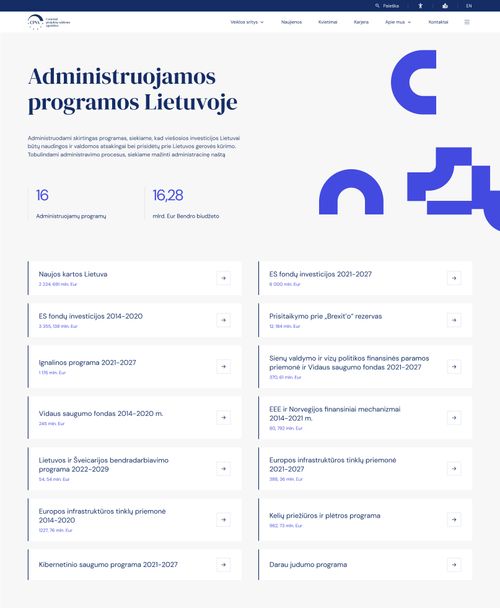 Paieška
EN
CPVA
Centrinė
projektų valdymo
agentūra
Veiklos sritys
Naujienos
Kvietimai
Karjera
Apie mus
Kontaktai
Administruojamos
programos Lietuvoje
Administruodami skirtingas programas, siekiame, kad viešosios investicijos Lietuvai
būtų naudingos ir valdomos atsakingai bei prisidėtų prie Lietuvos gerovės kūrimo.
Tobulindami administravimo procesus, siekiame mažinti administracinę naštą.
16
Administruojamų programų
16,28
mlrd. Eur Bendro biudžeto
Naujos kartos Lietuva
2 234, 691 mln. Eur
ES fondų investicijos 2021-2027
6 000 mln. Eur
ES fondų investicijos 2014-2020
3 355, 138 mln. Eur
Prisitaikymo prie „Brexit'o“ rezervas
12, 184 mln. Eur
Ignalinos programa 2021-2027
1 176 mln. Eur
Sienų valdymo ir vizų politikos finansinės paramos
priemonė ir Vidaus saugumo fondas 2021-2027
370, 61 mln. Eur
Vidaus saugumo fondas 2014-2020 m.
245 mln. Eur
EEE ir Norvegijos finansiniai mechanizmai
2014-2021 m.
60, 792 mln. Eur
Lietuvos ir Šveicarijos bendradarbiavimo
programa 2022-2029
54, 54 mln. Eur
Europos infrastruktūros tinklų priemonė
2021-2027
388, 36 mln. Eur
Europos infrastruktūros tinklų priemonė
2014-2020
1227, 76 mln. Eur
Kelių priežiūros ir plėtros programa
962, 73 mln. Eur
Kibernetinio saugumo programa 2021-2027
Darau judumo programa